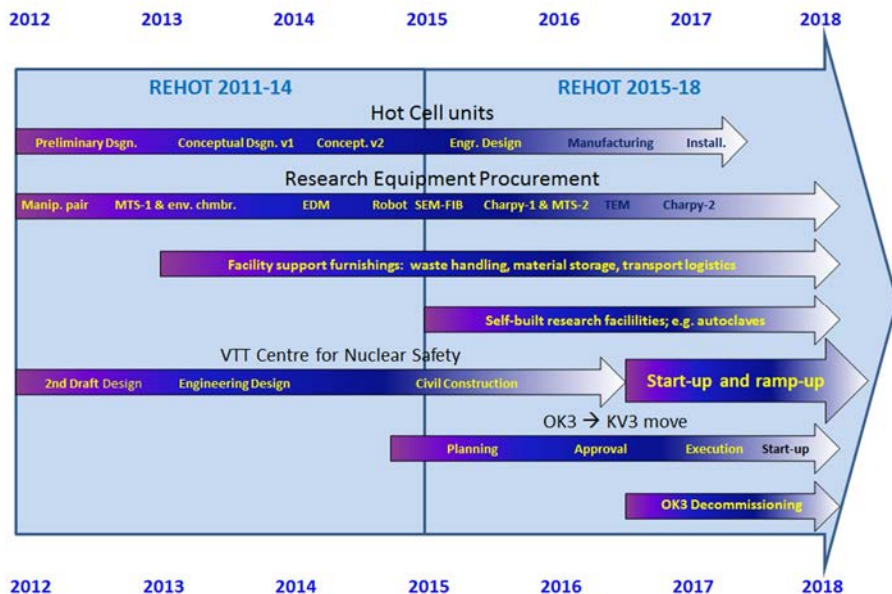 2012 2013 2014 2015 2016 2017 2018
REHOT 2011-14 REHOT 2015-18
Hot Cell units
Preliminary Dsgn. Conceptual Dsgn. v1 Concept. v2 Engr. Design Manufacturing Install.
Research Equipment Procurement
Manip. pair MTS-1 & env. chmbr. EDM Robot SEM-FIB Charpy-1 & MTS-2 TEM Charpy-2
Facility support furnishings: waste handling, material storage, transport logistics
Self-built research facililities; e.g. autoclaves
VTT Centre for Nuclear Safety
2nd Draft Design Engineering Design Civil Construction Start-up and ramp-up
OK3 → KV3 move
Planning Approval Execution Start-up
OK3 Decommissioning
2012 2013 2014 2015 2016 2017 2018